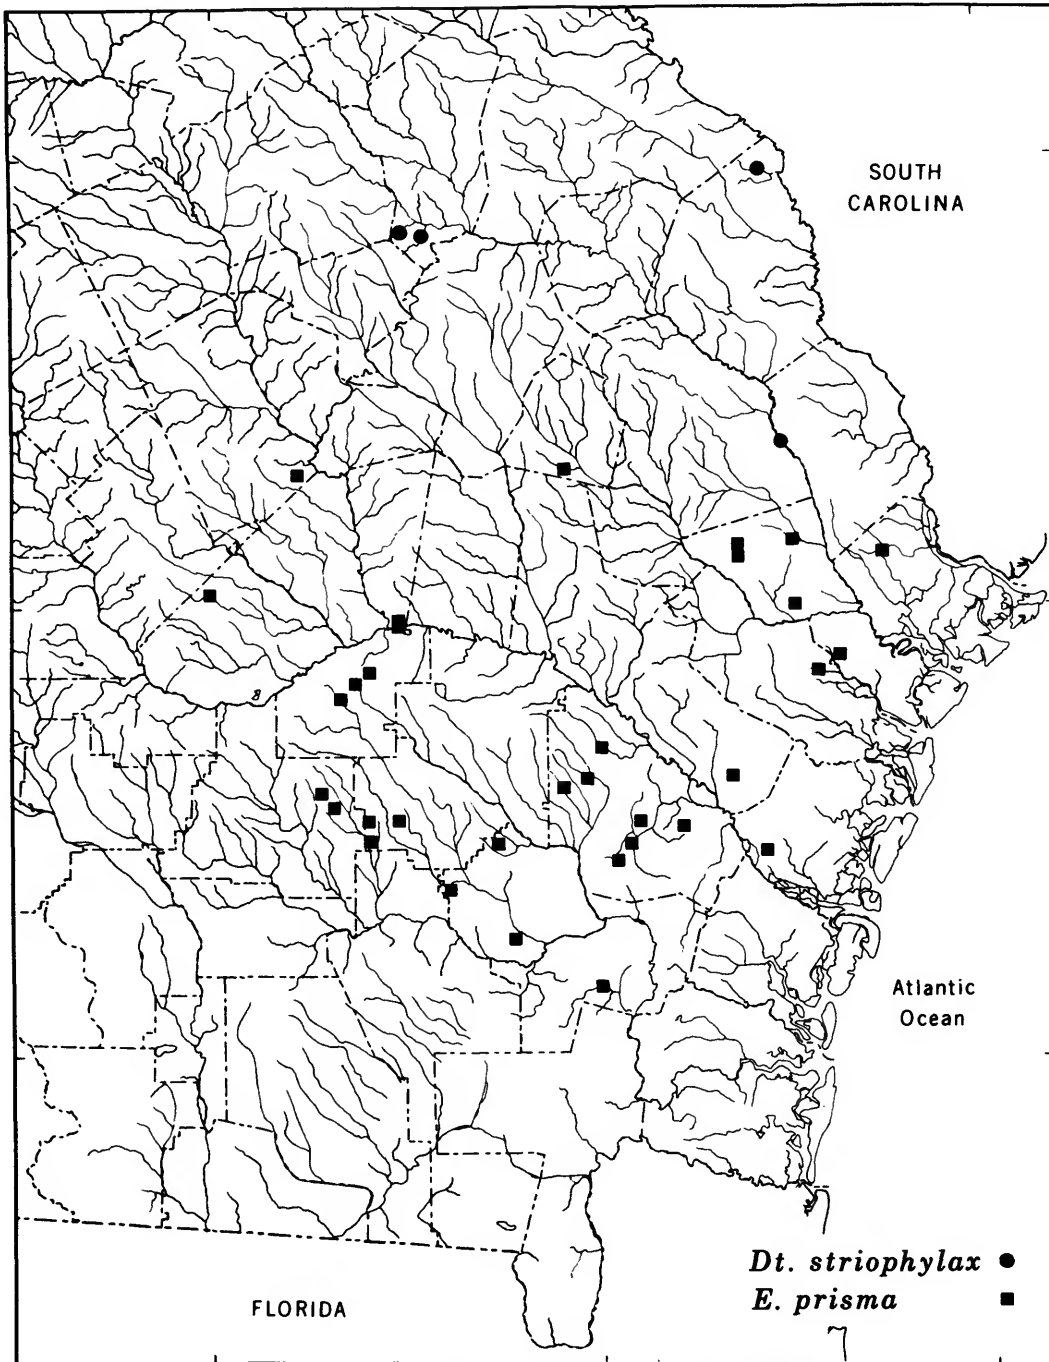 SOUTH
CAROLINA
Atlantic
Ocean
Dt. striophylax
E. prisma
FLORIDA